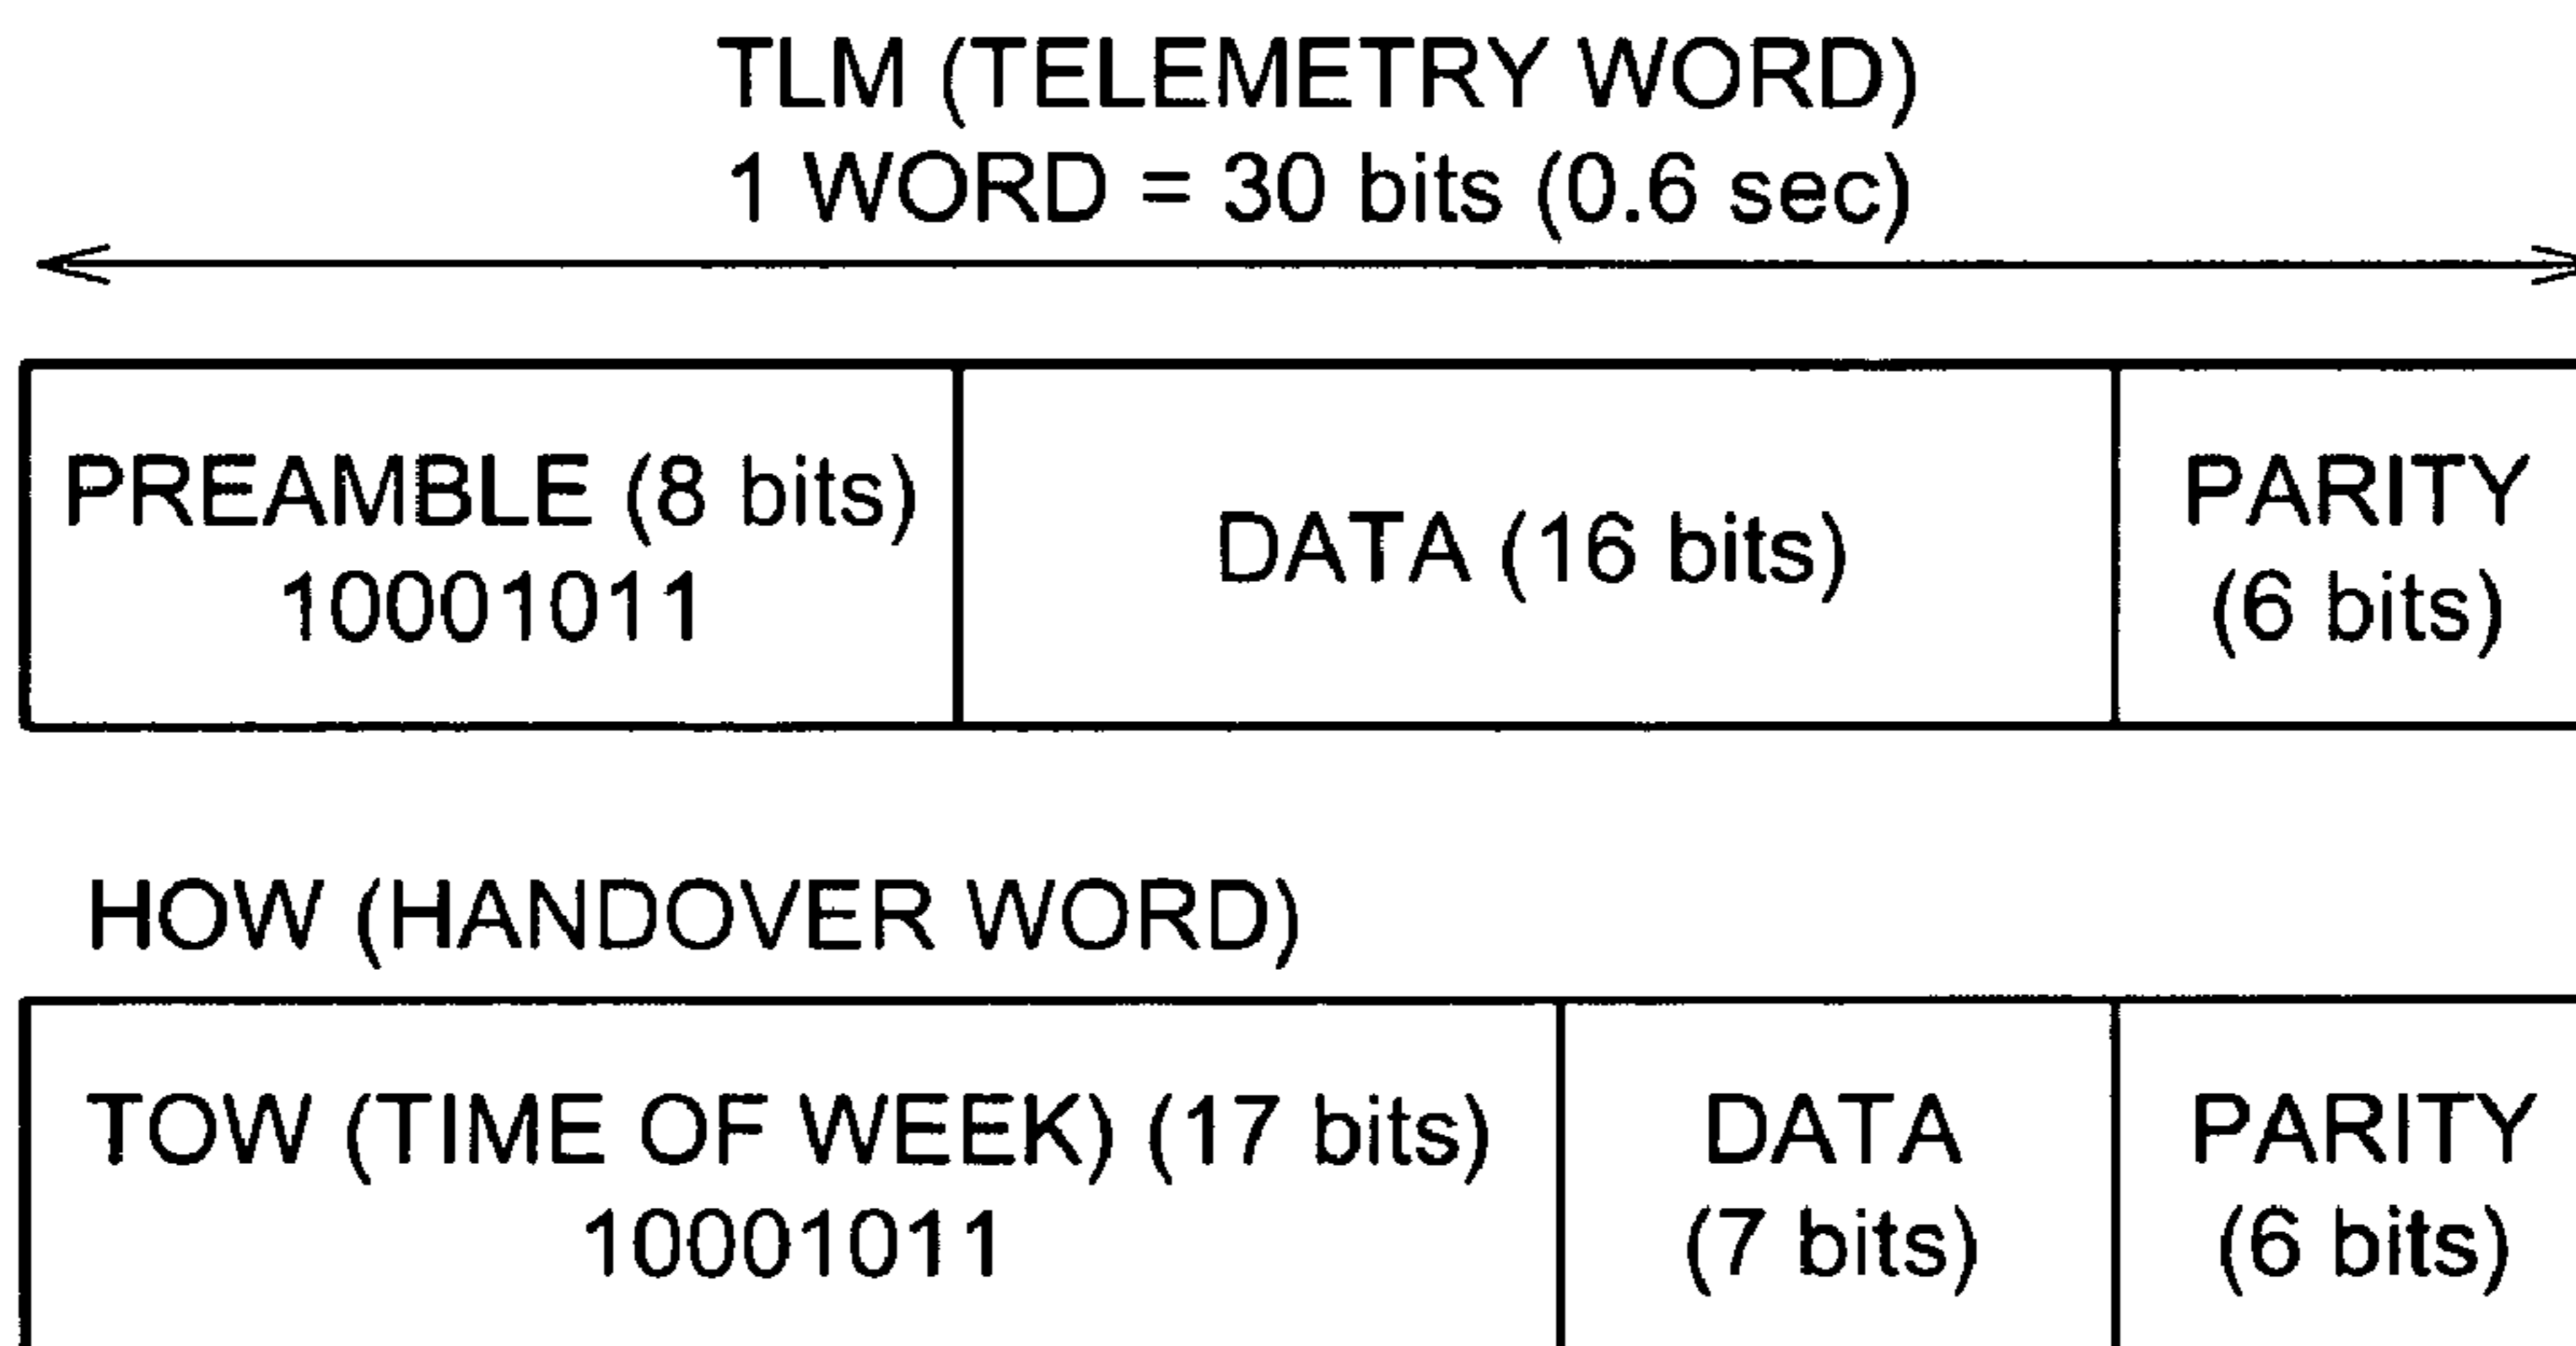 TLM (TELEMETRY WORD)
1 WORD = 30 bits (0.6 sec)
PREAMBLE (8 bits)
10001011
DATA (16 bits)
PARITY
(6 bits)
HOW (HANDOVER WORD)
TOW (TIME OF WEEK) (17 bits)
10001011
DATA
(7 bits)
PARITY
(6 bits)